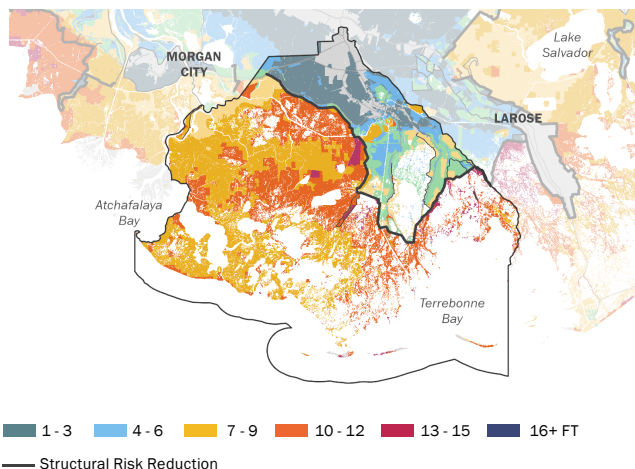 Lake
Salvador
MORGAN
CITY
LAROSE
Atchafalaya
Bay
Terrebonne
Bay
1 - 3 4 - 6 7 - 9 10 - 12 13 - 15 16+ FT
Structural Risk Reduction